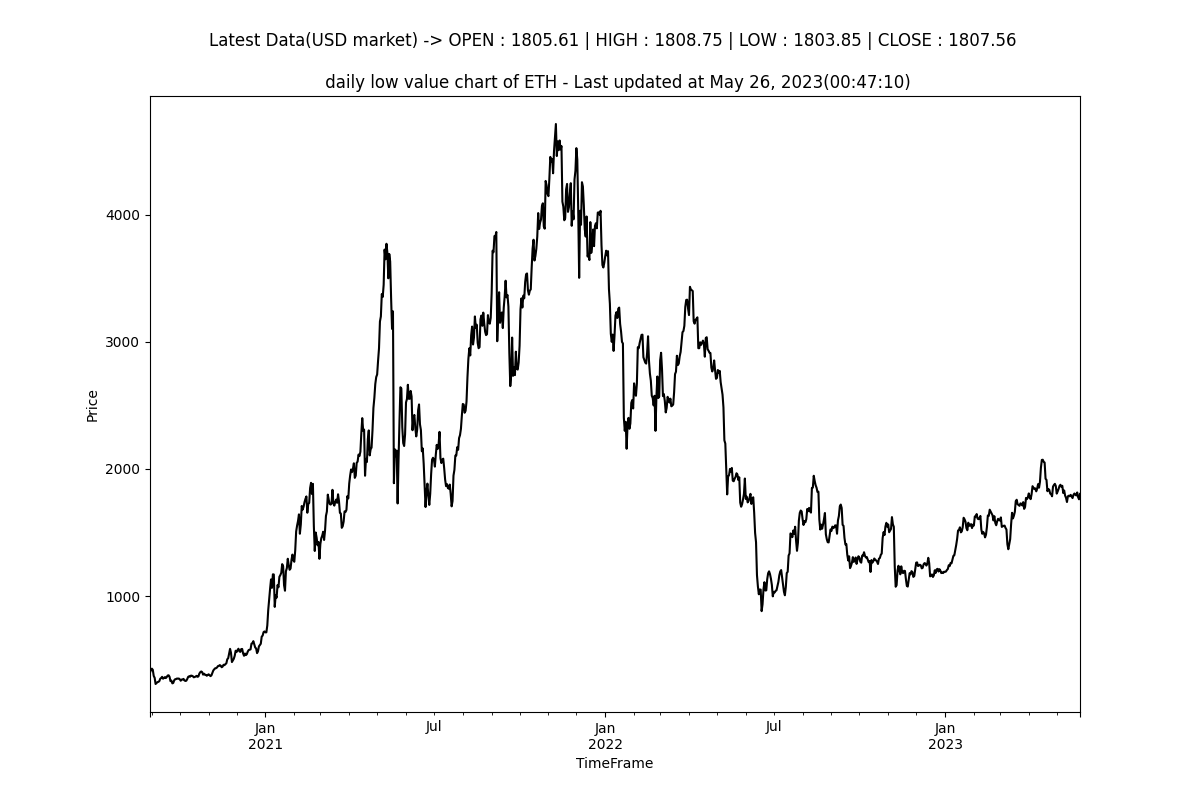 Latest Data(USD market) -> OPEN : 1805.61 | HIGH : 1808.75 | LOW : 1803.85 | CLOSE : 1807.56
daily low value chart of ETH - Last updated at May 26, 2023(00:47:10)
4000
3000
2000
1000
Price
Jan
2021
Jul
Jan
2022
Jul
Jan
2023
TimeFrame